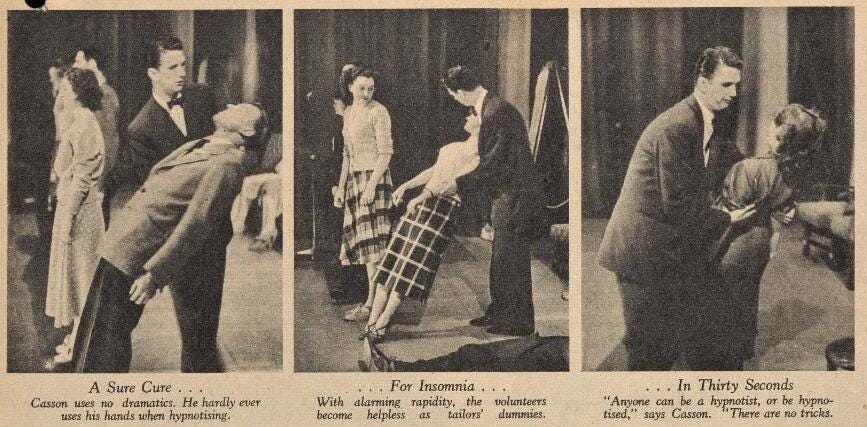 A Sure Cure . . .
Casson uses no dramatics. He hardly ever
uses his hands when hypnotising.
. . . For Insomnia . . .
With alarming rapidity, the volunteers
become helpless as tailors' dummies.
. . . In Thirty Seconds
"Anyone can be a hypnotist, or be hypno-
tised," says Casson. "There are no tricks.